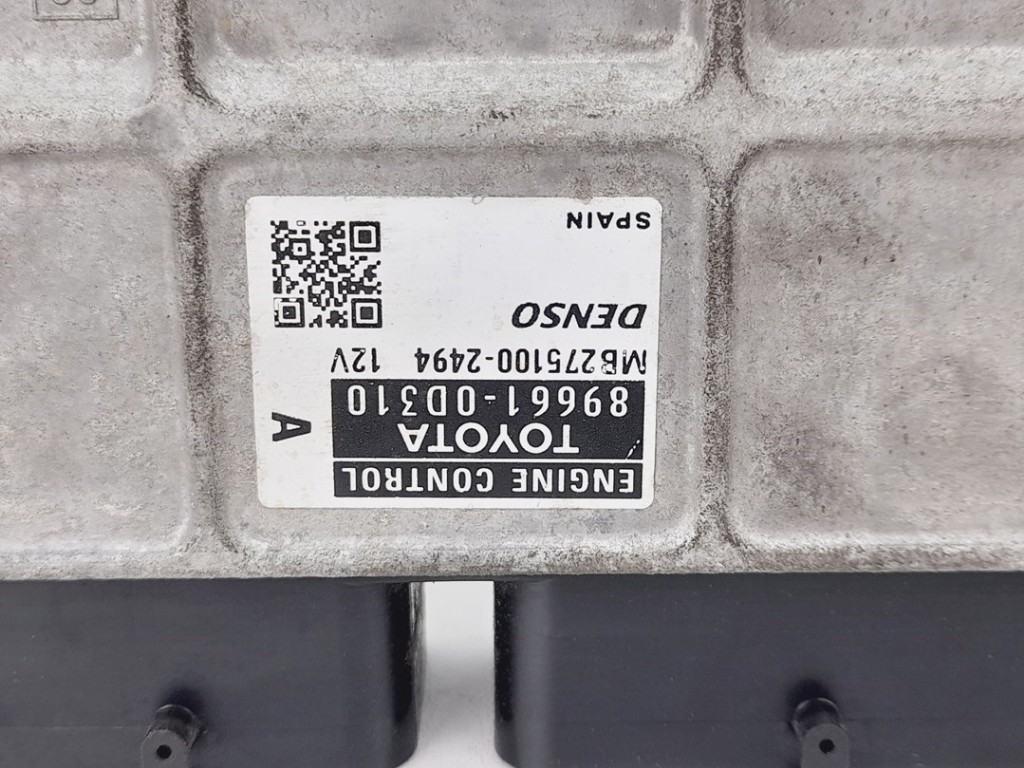 ENGINE CONTROL
TOYOTA
89661-0D310
A
MB275100-2494 12V
DENSO
SPAIN